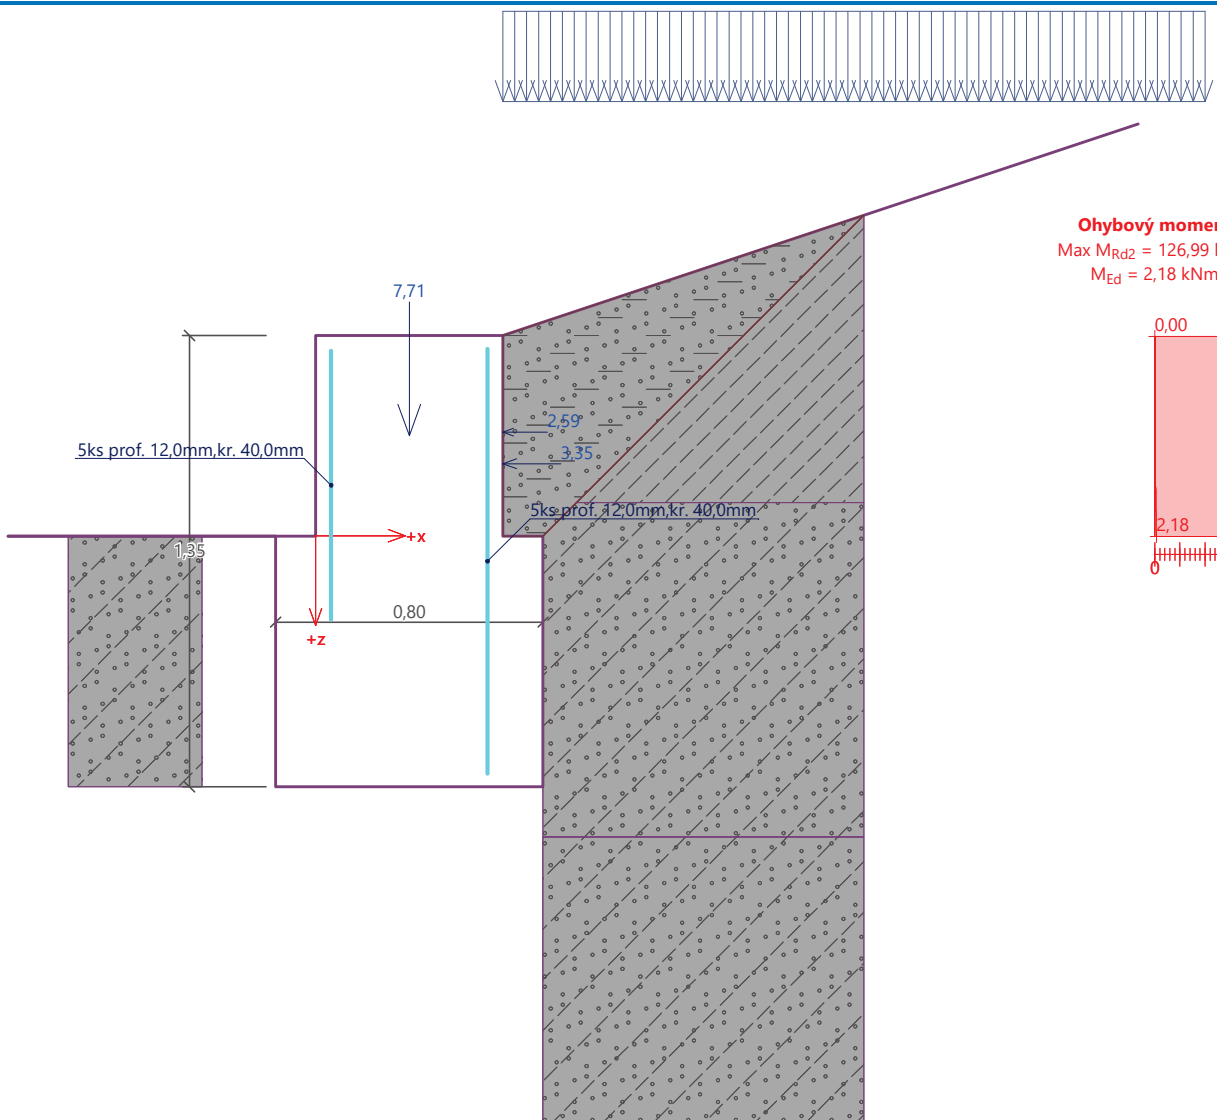 Ohybový momen
Max MRd2 = 126,99 k
MEd = 2,18 kNm
7,71
0,00
2,59
3,35
5ks prof. 12,0mm,kr. 40,0mm
5ks prof. 12,0mm,kr. 40,0mm
2,18
+x
1,35
0
0,80
+z